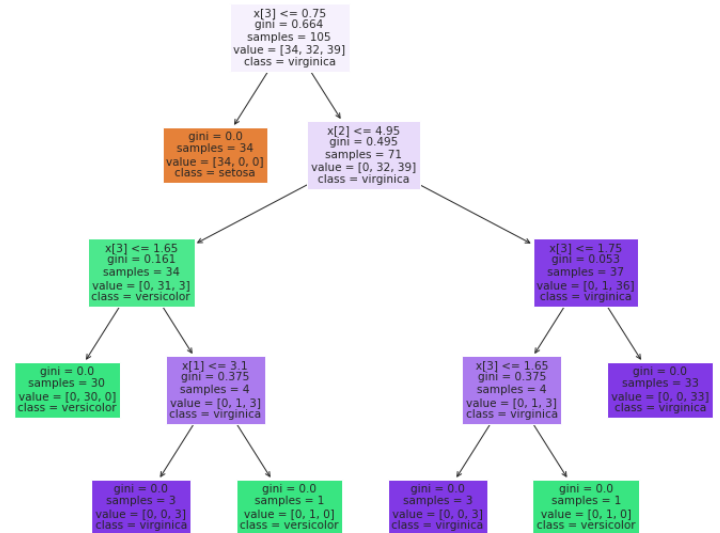 x[3] <= 0.75
gini = 0.664
samples = 105
value = [34, 32, 39]
class = virginica
gini = 0.0
samples = 34
value = [34, 0, 0]
class = setosa
x[2] <= 4.95
gini = 0.495
samples = 71
value = [0, 32, 39]
class = virginica
x[3] <= 1.65
gini = 0.161
samples = 34
value = [0, 31, 3]
class = versicolor
x[3] <= 1.75
gini = 0.053
samples = 37
value = [0, 1, 36]
class = virginica
gini = 0.0
samples = 30
value = [0, 30, 0]
class = versicolor
x[1] <= 3.1
gini = 0.375
samples = 4
value = [0, 1, 3]
class = virginica
x[3] <= 1.65
gini = 0.375
samples = 4
value = [0, 1, 3]
class = virginica
gini = 0.0
samples = 33
value = [0, 0, 33]
class = virginica
gini = 0.0
samples = 3
value = [0, 0, 3]
class = virginica
gini = 0.0
samples = 1
value = [0, 1, 0]
class = versicolor
gini = 0.0
samples = 3
value = [0, 0, 3]
class = virginica
gini = 0.0
samples = 1
value = [0, 1, 0]
class = versicolor